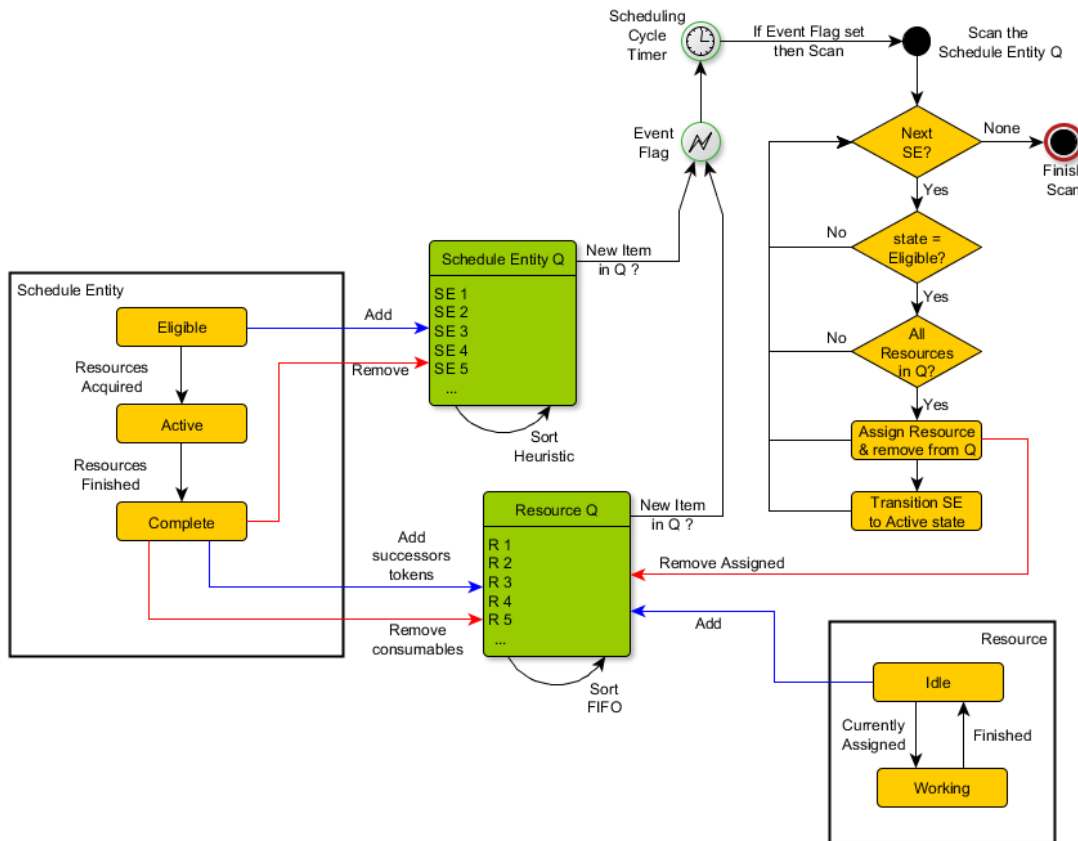 Scheduling
Cycle
Timer
If Event Flag set
then Scan
Scan the
Schedule Entity Q
Event
Flag
Next
SE?
None
Finish
Scan
Yes
No
state =
Eligible?
Yes
No
All
Resources
in Q?
Yes
Assign Resource
& remove from Q
Transition SE
to Active state
Schedule Entity
Eligible
Resources
Acquired
Active
Resources
Finished
Complete
Add
Remove
Schedule Entity Q
SE 1
SE 2
SE 3
SE 4
SE 5
...
Sort
Heuristic
New Item
in Q ?
Resource Q
R 1
R 2
R 3
R 4
R 5
...
Sort
FIFO
New Item
in Q ?
Add
successors
tokens
Remove
consumables
Remove Assigned
Add
Resource
Idle
Currently
Assigned
Finished
Working